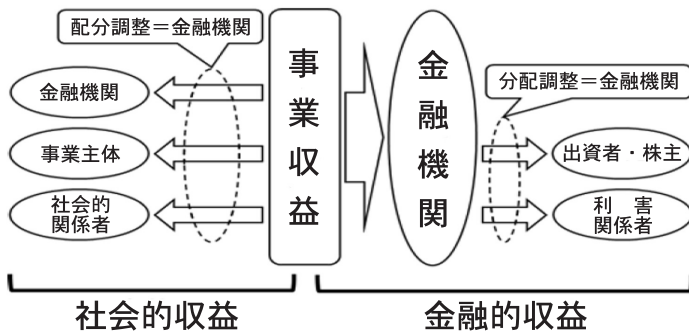 配分調整＝金融機関
分配調整＝金融機関
金融機関
事業主体
社会的
関係者
事業収益
金融機関
出資者・株主
利 害
関係者
社会的収益
金融的収益